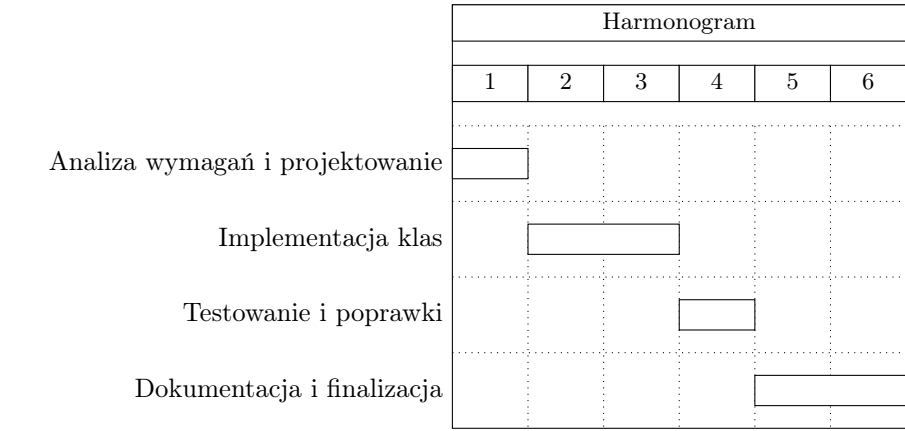 Harmonogram
1 2 3 4 5 6
Analiza wymagań i projektowanie
Implementacja klas
Testowanie i poprawki
Dokumentacja i finalizacja